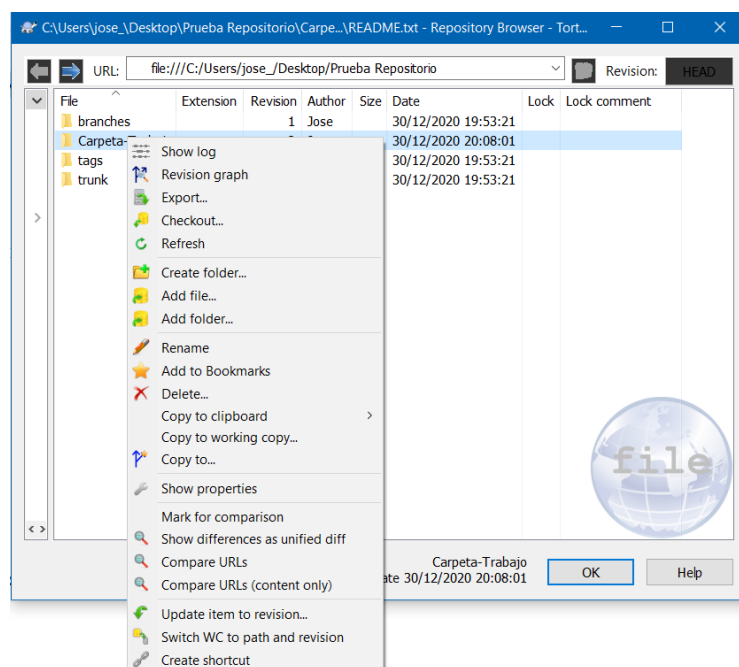 C:\Users\jose_\Desktop\Prueba Repositorio\Carpe...\README.txt - Repository Browser - Tort...
URL: file:///C:/Users/jose_/Desktop/Prueba Repositorio Revision: HEAD
File Extension Revision Author Size Date Lock Lock comment
branches 1 Jose 30/12/2020 19:53:21
Carpeta- 30/12/2020 20:08:01
tags 30/12/2020 19:53:21
trunk 30/12/2020 19:53:21
Show log
Revision graph
Export...
Checkout...
Refresh
Create folder...
Add file...
Add folder...
Rename
Add to Bookmarks
Delete...
Copy to clipboard
Copy to working copy...
Copy to...
Show properties
Mark for comparison
Show differences as unified diff
Compare URLs
Compare URLs (content only)
Update item to revision...
Switch WC to path and revision
Create shortcut
file
Carpeta-Trabajo
ate 30/12/2020 20:08:01
OK Help